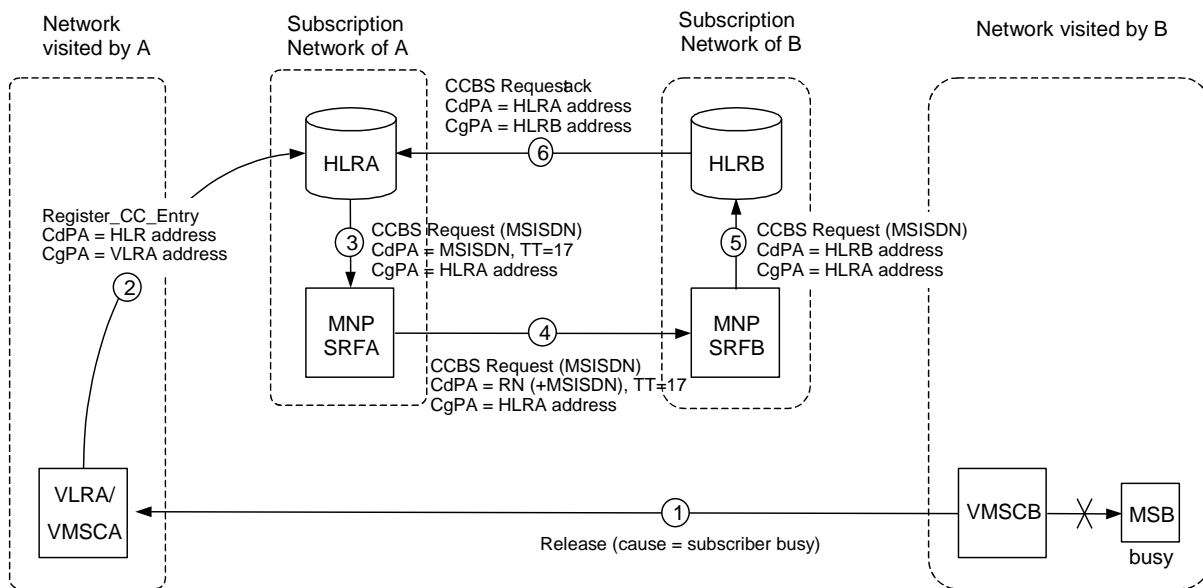 Network
visited by A
Subscription
Network of A
Subscription
Network of B
Network visited by B
CCBS Requestack
CdPA = HLRA address
CgPA = HLRB address
HLRA
6
HLRB
Register_CC_Entry
CdPA = HLR address
CgPA = VLRA address
2
3
CCBS Request (MSISDN)
CdPA = MSISDN, TT=17
CgPA = HLRA address
5
CCBS Request (MSISDN)
CdPA = HLRB address
CgPA = HLRA address
MNP
SRFA
4
MNP
SRFB
CCBS Request (MSISDN)
CdPA = RN (+MSISDN), TT=17
CgPA = HLRA address
VLRA/
VMSCA
1
VMSCB
MSB
Release (cause = subscriber busy)
busy